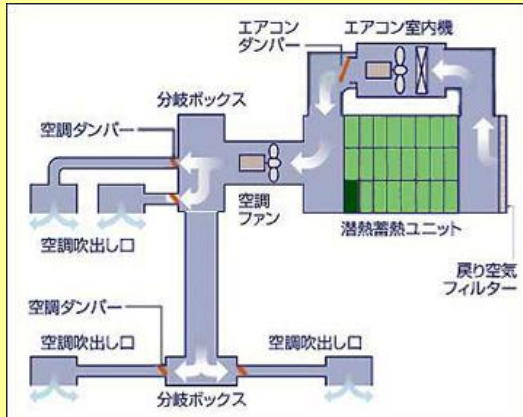 エアコン
ダンパー
エアコン室内機
分岐ボックス
空調ダンパー
空調
ファン
潜熱蓄熱ユニット
空調吹出し口
戻り空気
フィルター
空調ダンパー
空調吹出し口
空調吹出し口
分岐ボックス